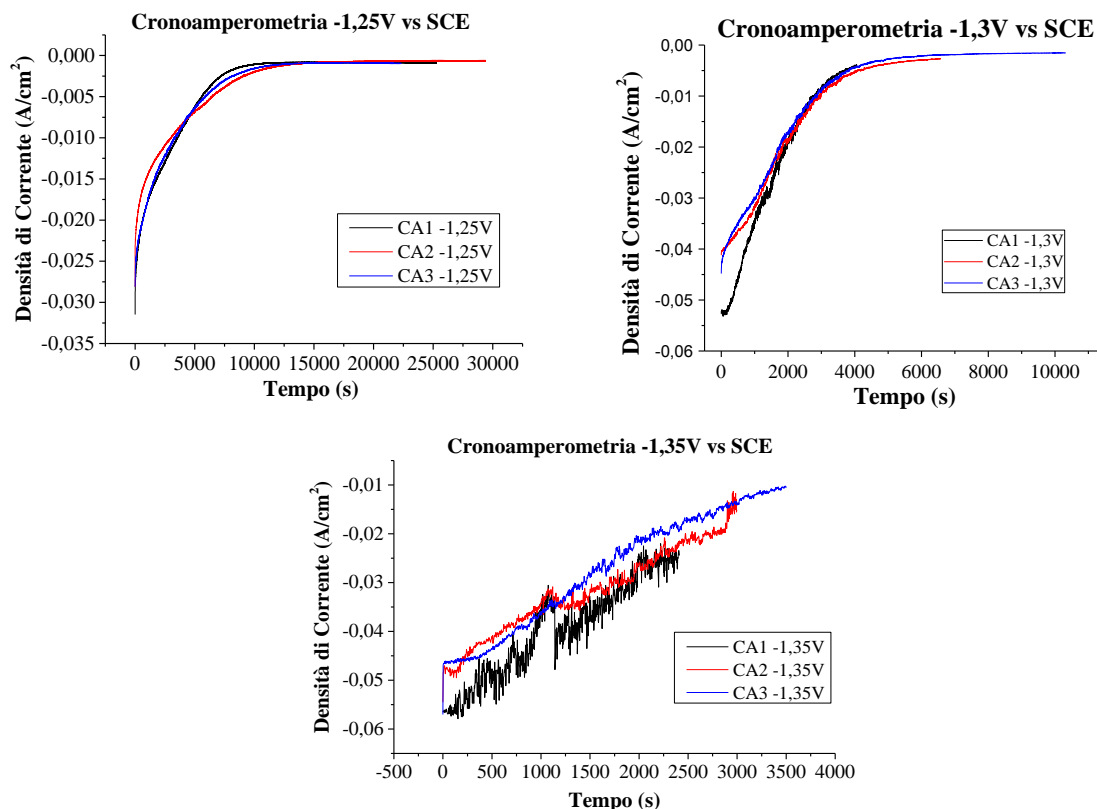 Cronoamperometria -1,25V vs SCE
0,000
-0,005
-0,010
-0,015
-0,020
-0,025
-0,030
-0,035
Densità di Corrente (A/cm²)
0 5000 10000 15000 20000 25000 30000
Tempo (s)
CA1 -1,25V
CA2 -1,25V
CA3 -1,25V
Cronoamperometria -1,3V vs SCE
0,00
-0,01
-0,02
-0,03
-0,04
-0,05
-0,06
Densità di Corrente (A/cm²)
0 2000 4000 6000 8000 10000
Tempo (s)
CA1 -1,3V
CA2 -1,3V
CA3 -1,3V
Cronoamperometria -1,35V vs SCE
-0,01
-0,02
-0,03
-0,04
-0,05
-0,06
Densità di Corrente (A/cm²)
-500 0 500 1000 1500 2000 2500 3000 3500 4000
Tempo (s)
CA1 -1,35V
CA2 -1,35V
CA3 -1,35V